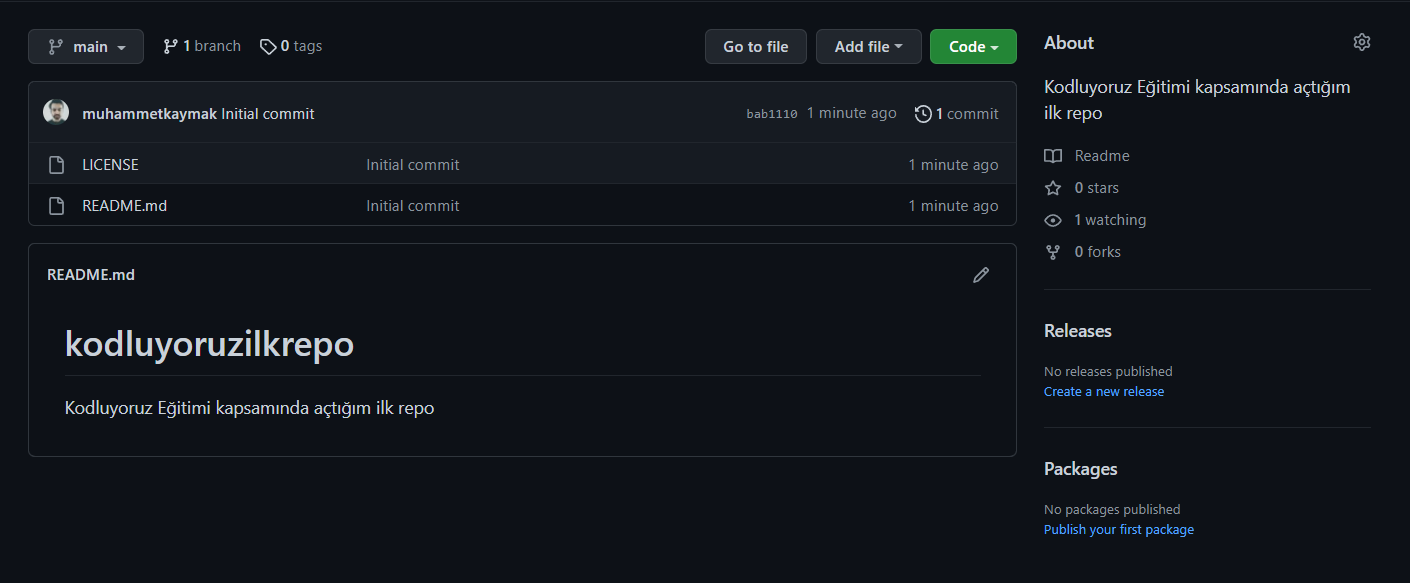 main
1 branch
0 tags
Go to file
Add file
Code
muhammetkaymak Initial commit
bab1110 1 minute ago
1 commit
LICENSE
Initial commit
1 minute ago
README.md
Initial commit
1 minute ago
README.md
kodluyoruzilkrepo
Kodluyoruz Eğitimi kapsamında açtığım ilk repo
About
Kodluyoruz Eğitimi kapsamında açtığım
ilk repo
Readme
0 stars
1 watching
0 forks
Releases
No releases published
Create a new release
Packages
No packages published
Publish your first package